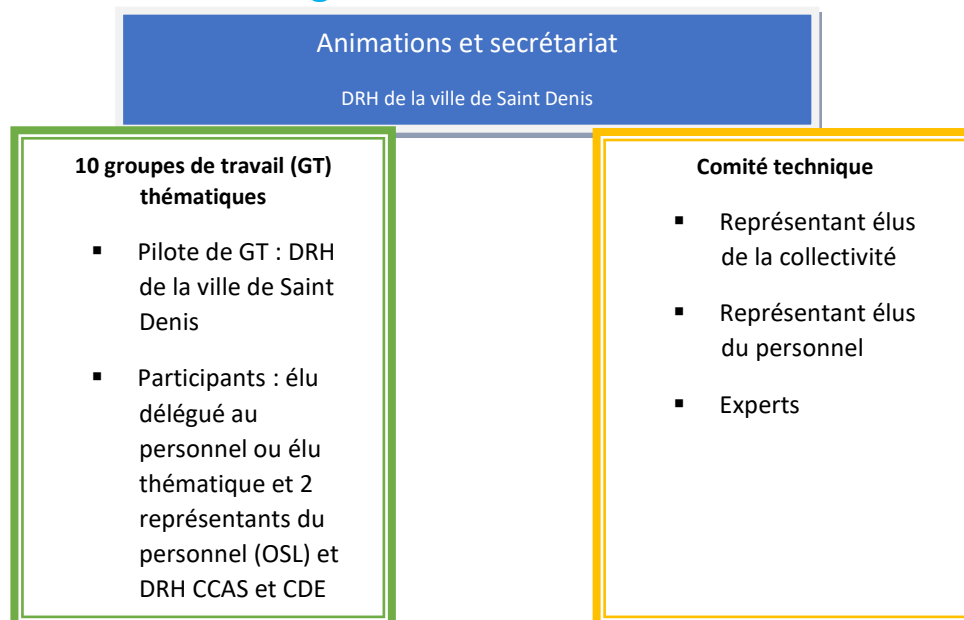 Animations et secrétariat
DRH de la ville de Saint Denis
10 groupes de travail (GT)
thématiques
▪ Pilote de GT : DRH
de la ville de Saint
Denis
▪ Participants : élu
délégué au
personnel ou élu
thématique et 2
représentants du
personnel (OSL) et
DRH CCAS et CDE
Comité technique
▪ Représentant élus
de la collectivité
▪ Représentant élus
du personnel
▪ Experts